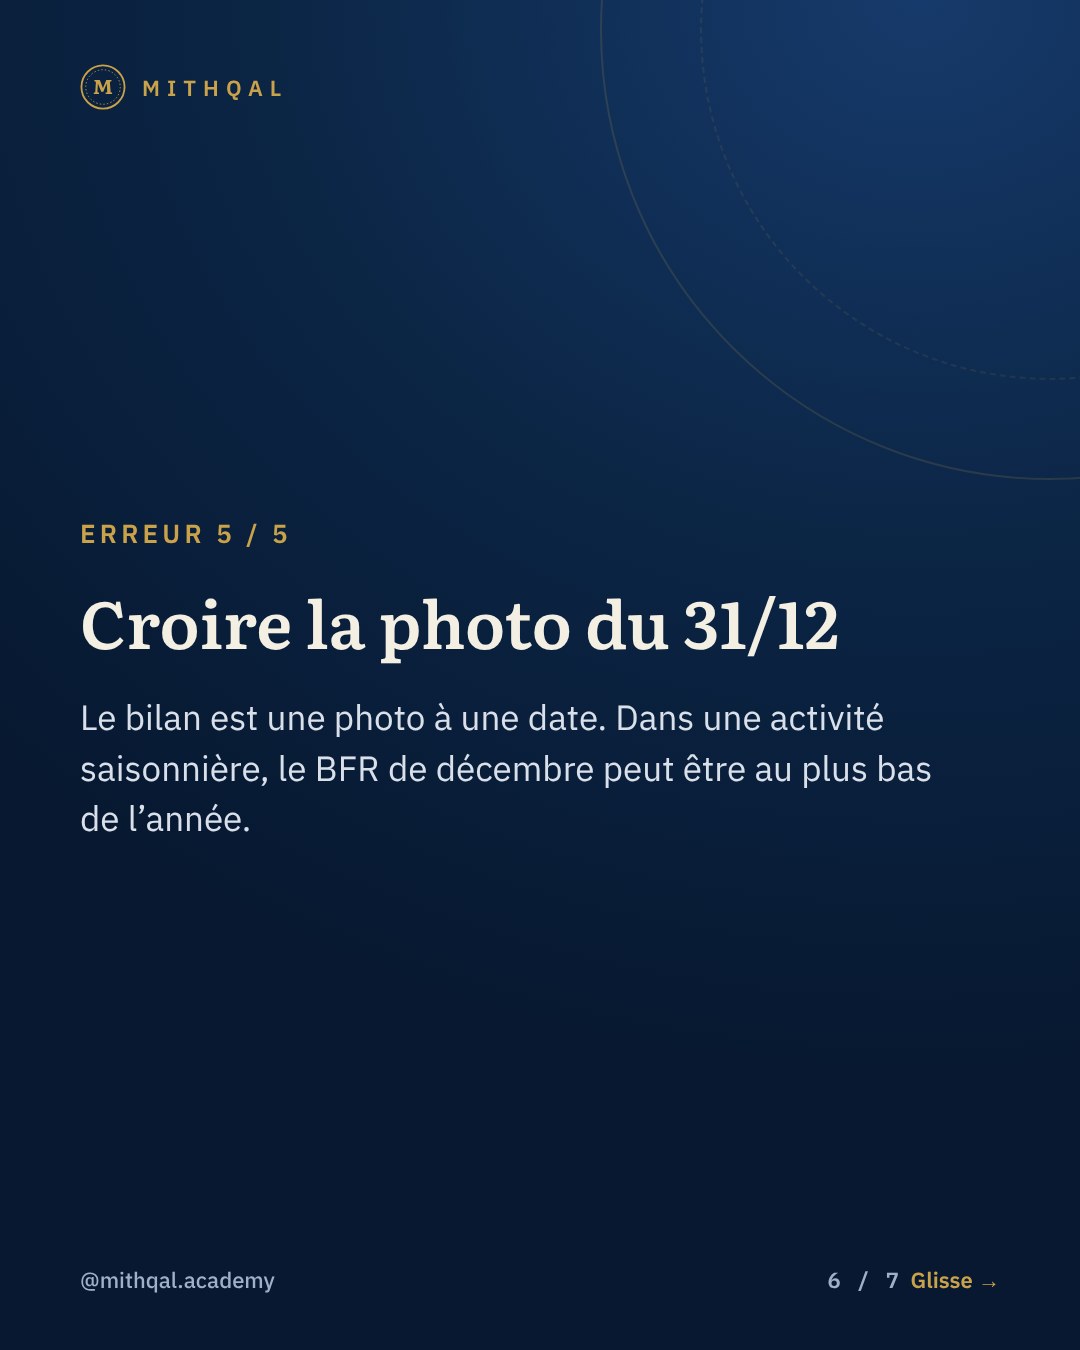 M MITHQAL
ERREUR 5 / 5
Croire la photo du 31/12
Le bilan est une photo à une date. Dans une activité
saisonnière, le BFR de décembre peut être au plus bas
de l’année.
@mithqal.academy
6 / 7 Glisse →